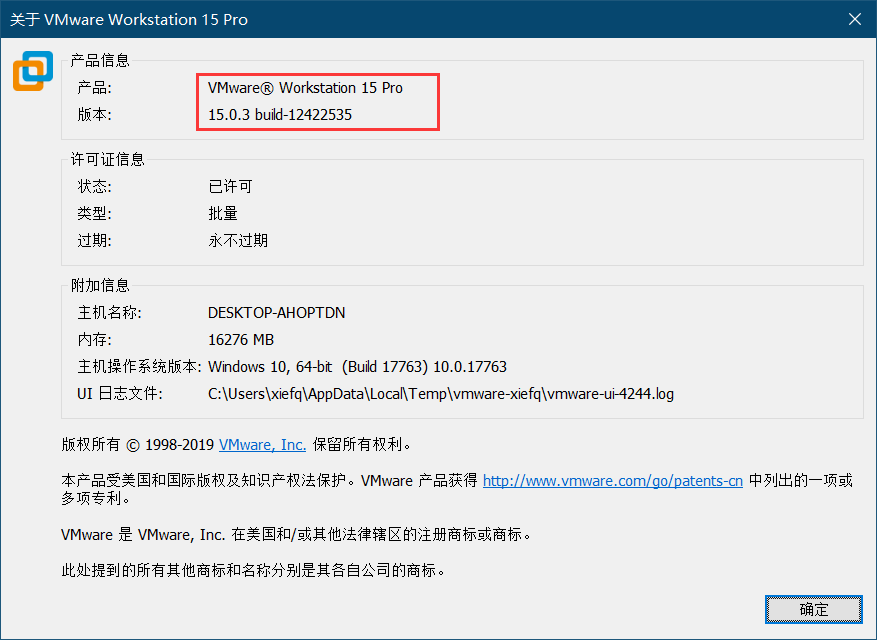 关于 VMware Workstation 15 Pro
产品信息
产品: VMware® Workstation 15 Pro
版本: 15.0.3 build-12422535
许可证信息
状态: 已许可
类型: 批量
过期: 永不过期
附加信息
主机名称: DESKTOP-AHOPTDN
内存: 16276 MB
主机操作系统版本: Windows 10, 64-bit (Build 17763) 10.0.17763
UI 日志文件: C:\Users\xiefq\AppData\Local\Temp\vmware-xiefq\vmware-ui-4244.log
版权所有 © 1998-2019 VMware, Inc. 保留所有权利。
本产品受美国和国际版权及知识产权法保护。VMware 产品获得 http://www.vmware.com/go/patents-cn 中列出的一项或
多项专利。
VMware 是 VMware, Inc. 在美国和/或其他法律辖区的注册商标或商标。
此处提到的所有其他商标和名称分别是其各自公司的商标。
确定